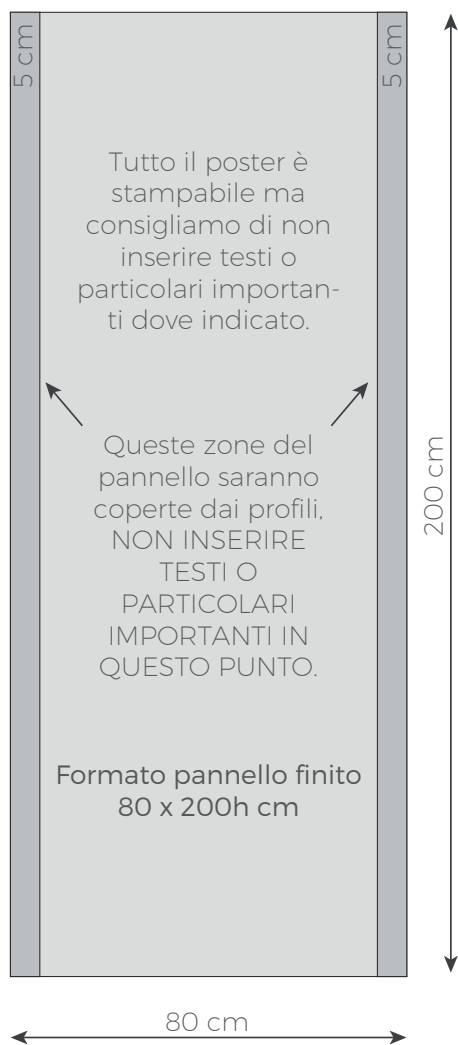 5 cm
5 cm
Tutto il poster è
stampabile ma
consigliamo di non
inserire testi o
particolari importan-
ti dove indicato.
Queste zone del
pannello saranno
coperte dai profili,
NON INSERIRE
TESTI O
PARTICOLARI
IMPORTANTI IN
QUESTO PUNTO.
200 cm
Formato pannello finito
80 x 200h cm
80 cm